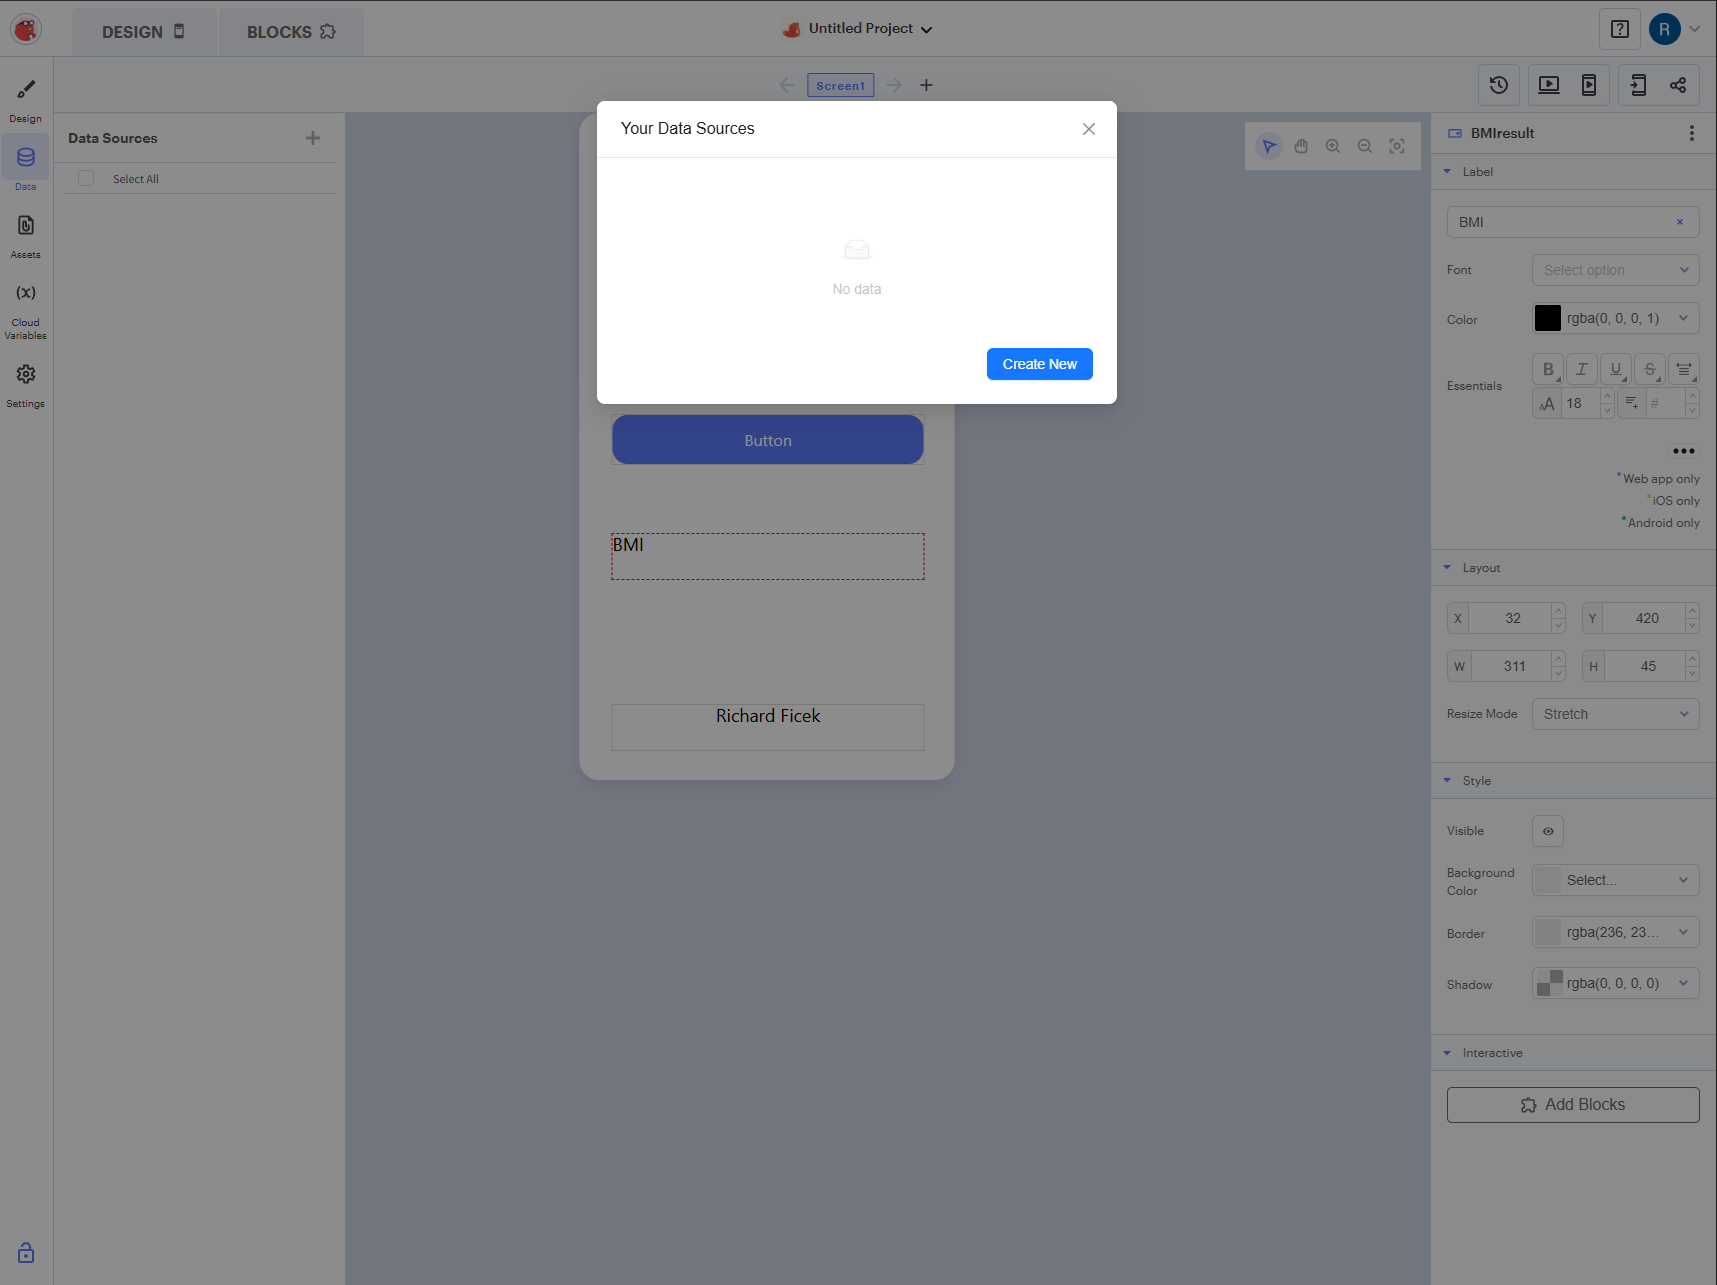 DESIGN
BLOCKS
Untitled Project
R
Screen1
Design
Data
Assets
Cloud
Variables
Settings
Data Sources
Select All
Your Data Sources
No data
Create New
Button
BMI
Richard Ficek
BMIresult
Label
BMI
Font
Select option
Color
rgba(0, 0, 0, 1)
Essentials
B I U S
AA 18 #
Web app only
iOS only
Android only
Layout
X 32 Y 420
W 311 H 45
Resize Mode Stretch
Style
Visible
Background
Color
Select...
Border
rgba(236, 23...
Shadow
rgba(0, 0, 0, 0)
Interactive
Add Blocks